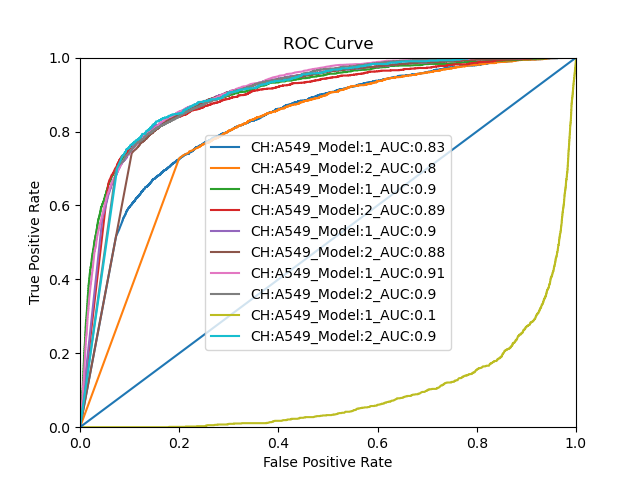 ROC Curve
1.0
0.8
0.6
0.4
0.2
0.0
True Positive Rate
CH:A549_Model:1_AUC:0.83
CH:A549_Model:2_AUC:0.8
CH:A549_Model:1_AUC:0.9
CH:A549_Model:2_AUC:0.89
CH:A549_Model:1_AUC:0.9
CH:A549_Model:2_AUC:0.88
CH:A549_Model:1_AUC:0.91
CH:A549_Model:2_AUC:0.9
CH:A549_Model:1_AUC:0.1
CH:A549_Model:2_AUC:0.9
0.0 0.2 0.4 0.6 0.8 1.0
False Positive Rate